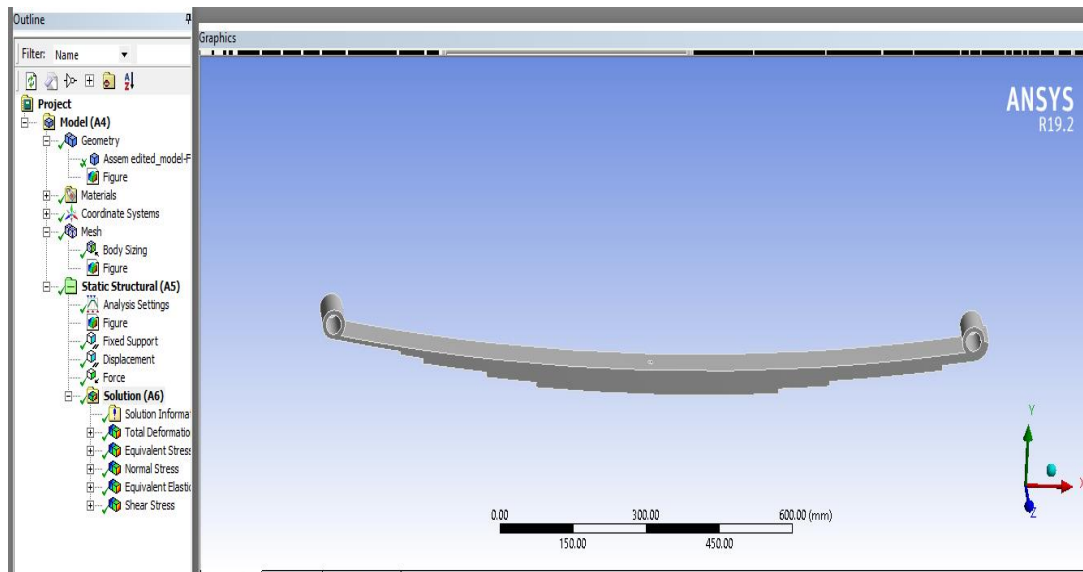 Outline
Graphics
Filter: Name
Project
Model (A4)
Geometry
Assem edited_model-F
Figure
Materials
Coordinate Systems
Mesh
Body Sizing
Figure
Static Structural (A5)
Analysis Settings
Figure
Fixed Support
Displacement
Force
Solution (A6)
Solution Informa
Total Deformatio
Equivalent Stress
Normal Stress
Equivalent Elastic
Shear Stress
ANSYS
R19.2
Y
X
Z
0.00 300.00 600.00 (mm)
150.00 450.00